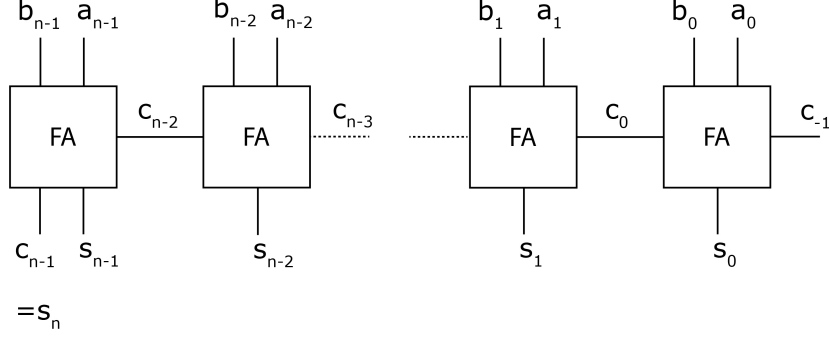 b_{n-1} a_{n-1} b_{n-2} a_{n-2} b_1 a_1 b_0 a_0
FA c_{n-2} FA c_{n-3} FA c_0 FA c_{-1}
c_{n-1} s_{n-1} s_{n-2} s_1 s_0
=s_n